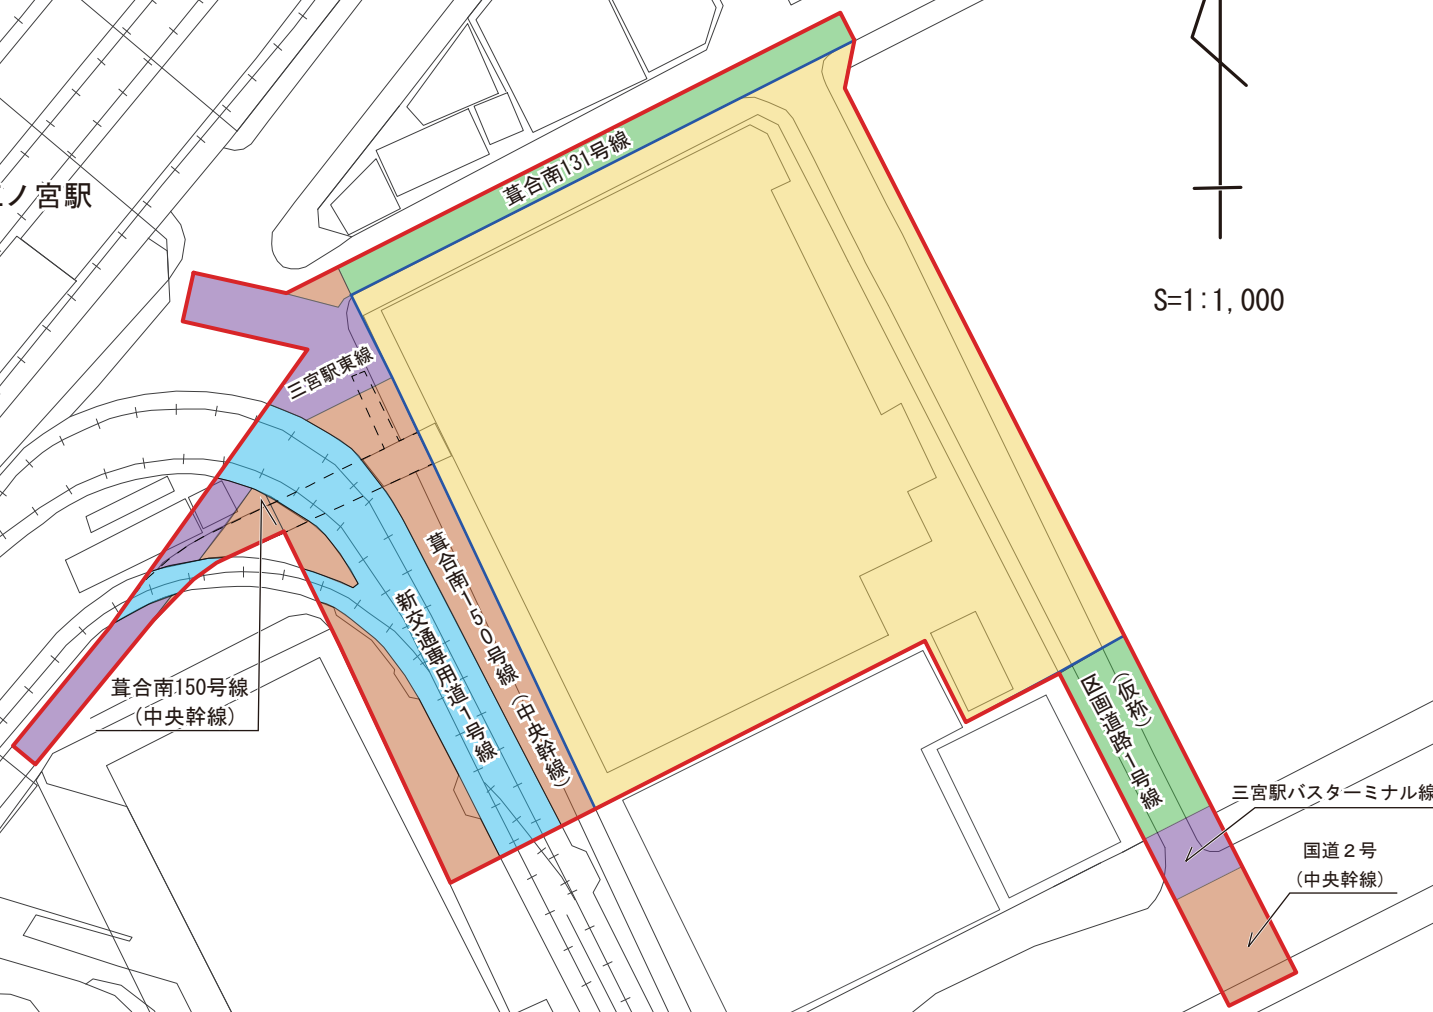 葺合南131号線
ノ宮駅
S=1:1,000
三宮駅東線
葺合南150号線(中央幹線)
新交通専用道1号線
葺合南150号線
(中央幹線)
(仮称)
区画道路1号線
三宮駅バスターミナル線
国道2号
(中央幹線)